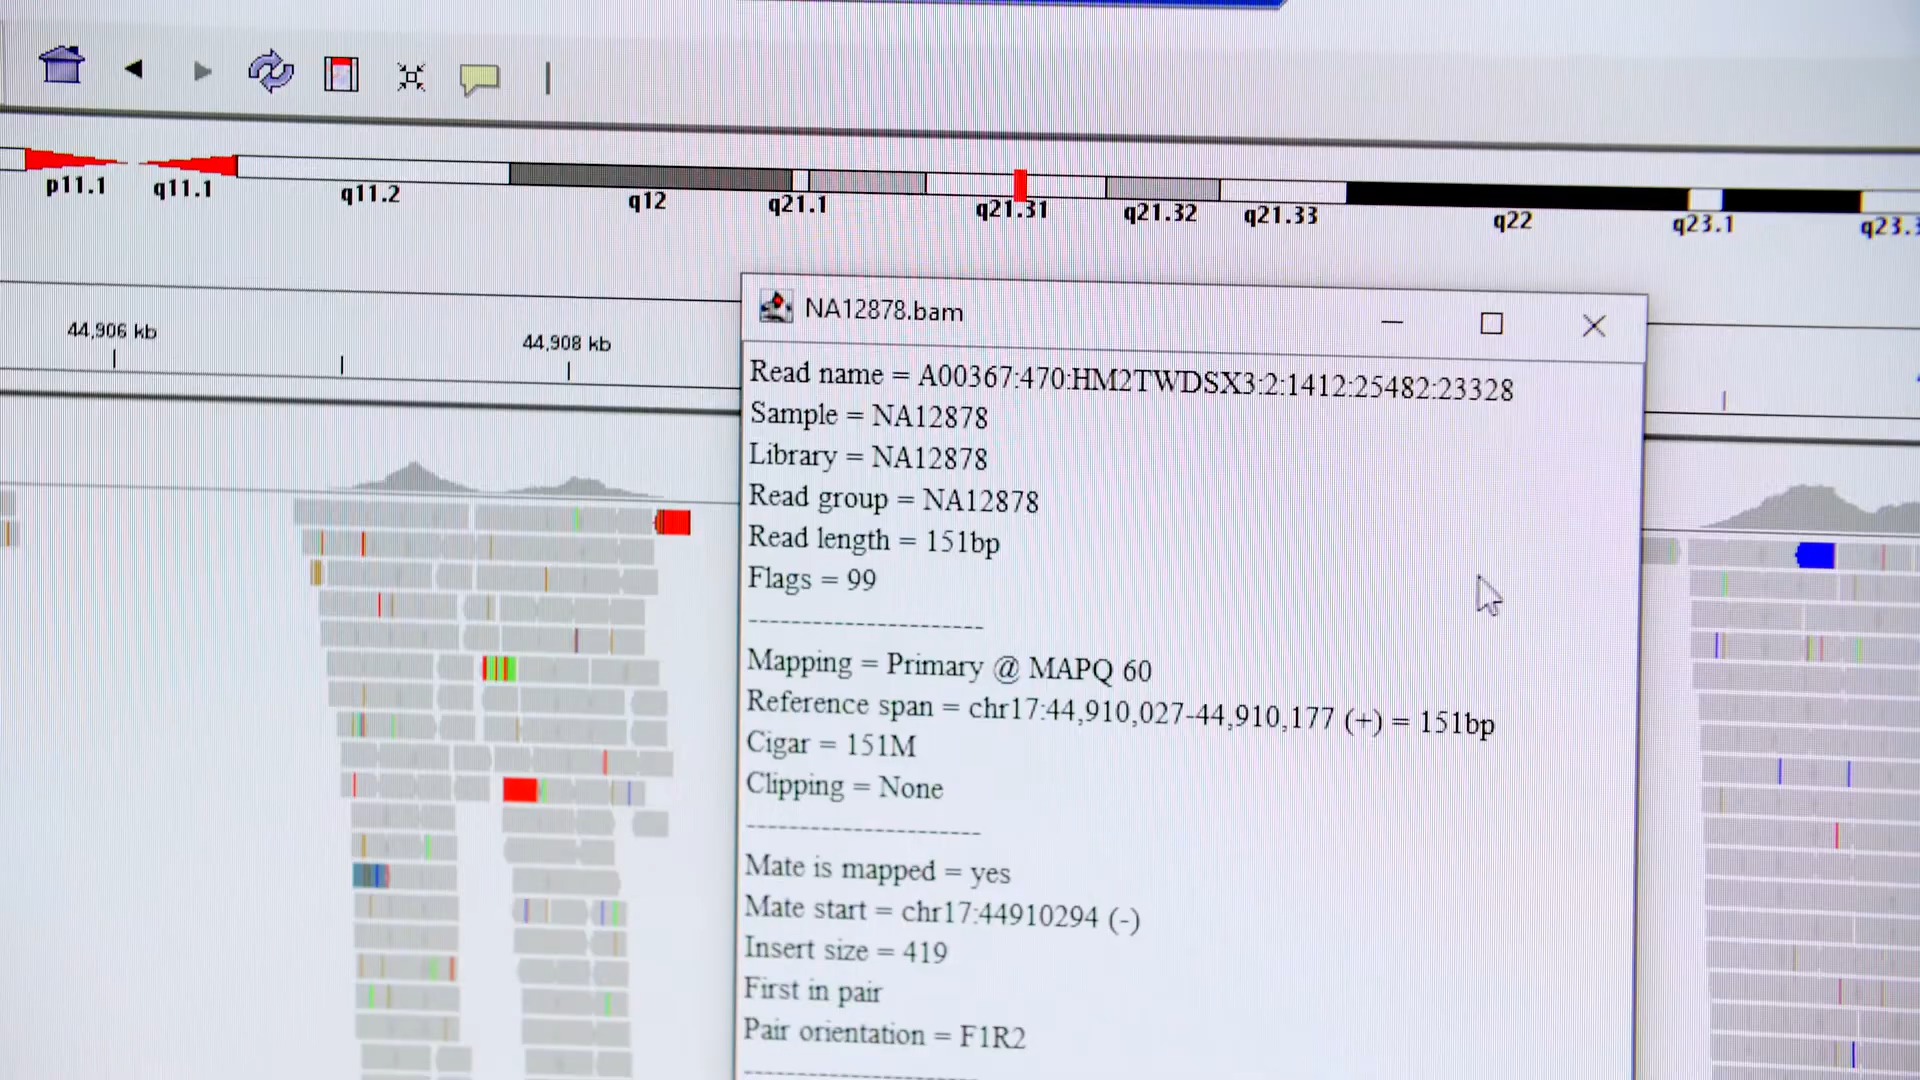 p11.1 q11.1 q11.2 q12 q21.1 q21.31 q21.32 q21.33 q22 q23.1
44,906 kb 44,908 kb
NA12878.bam
Read name = A00367:470:HM2TWDSX3:2:1412:25482:23328
Sample = NA12878
Library = NA12878
Read group = NA12878
Read length = 151bp
Flags = 99
----------------------
Mapping = Primary @ MAPQ 60
Reference span = chr17:44,910,027-44,910,177 (+) = 151bp
Cigar = 151M
Clipping = None
----------------------
Mate is mapped = yes
Mate start = chr17:44910294 (-)
Insert size = 419
First in pair
Pair orientation = F1R2
----------------------